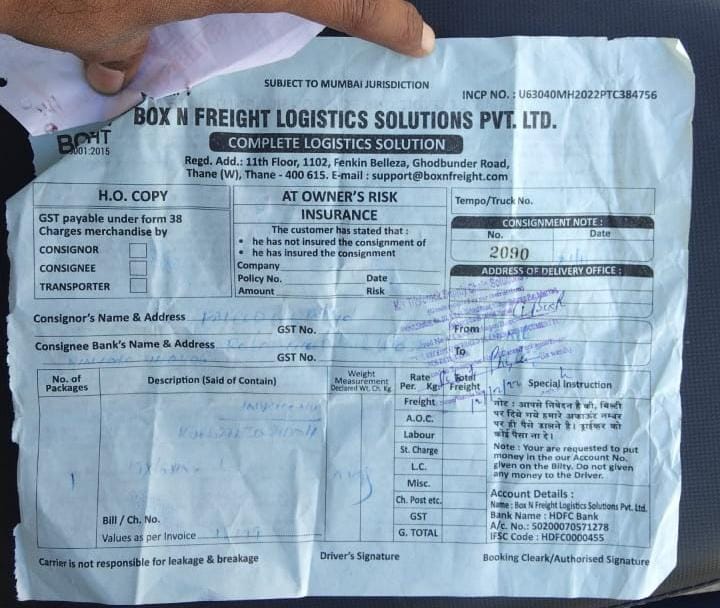 SUBJECT TO MUMBAI JURISDICTION
INCP NO. : U63040MH2022PTC384756
BOX N FREIGHT LOGISTICS SOLUTIONS PVT. LTD.
COMPLETE LOGISTICS SOLUTION
9001:2015
Regd. Add.: 11th Floor, 1102, Fenkin Belleza, Ghodbunder Road,
Thane (W), Thane - 400 615. E-mail : support@boxnfreight.com
H.O. COPY
GST payable under form 38
Charges merchandise by
CONSIGNOR
CONSIGNEE
TRANSPORTER
AT OWNER'S RISK
INSURANCE
The customer has stated that :
• he has not insured the consignment of
• he has insured the consignment
Company
Policy No. Date
Amount Risk
Tempo/Truck No.
CONSIGNMENT NOTE :
No. Date
2090
ADDRESS OF DELIVERY OFFICE :
Consignor's Name & Address
GST No.
Consignee Bank's Name & Address
GST No.
From
To
No. of Packages
Description (Said of Contain)
Weight
Measurement
Declared Wt. Ch. Kg
Rate Per. Kg.
Total Freight
Special Instruction
1
Freight
A.O.C.
Labour
St. Charge
L.C.
Misc.
Ch. Post etc.
GST
G. TOTAL
नोट : आपसे निवेदन है की, बिल्टी
पर दिये गये हमारे अकाऊंट नम्बर
पर ही पैसे डालने है। ड्राईवर को
कोई पैसा ना दे।
Note : Your are requested to put
money in the our Account No.
given on the Bilty. Do not given
any money to the Driver.
Account Details :
Name : Box N Freight Logistics Solutions Pvt. Ltd.
Bank Name : HDFC Bank
A/c. No.: 50200070571278
IFSC Code : HDFC0000455
Bill / Ch. No.
Values as per Invoice
Carrier is not responsible for leakage & breakage
Driver's Signature
Booking Cleark/Authorised Signature